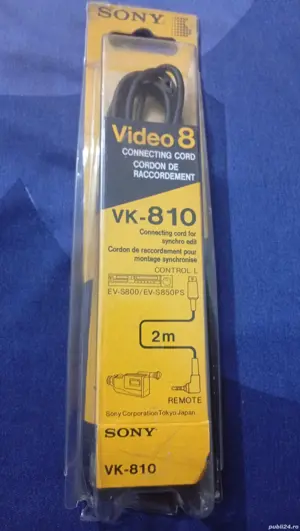 SONY
Video 8
CONNECTING CORD
CORDON DE
RACCORDEMENT
VK-810
Connecting cord for
synchro edit
Cordon de raccordement pour
montage synchronise
CONTROL L
EV-S800/EV-S850PS
2m
REMOTE
Sony Corporation Tokyo Japan
SONY
VK-810
publi24.ro